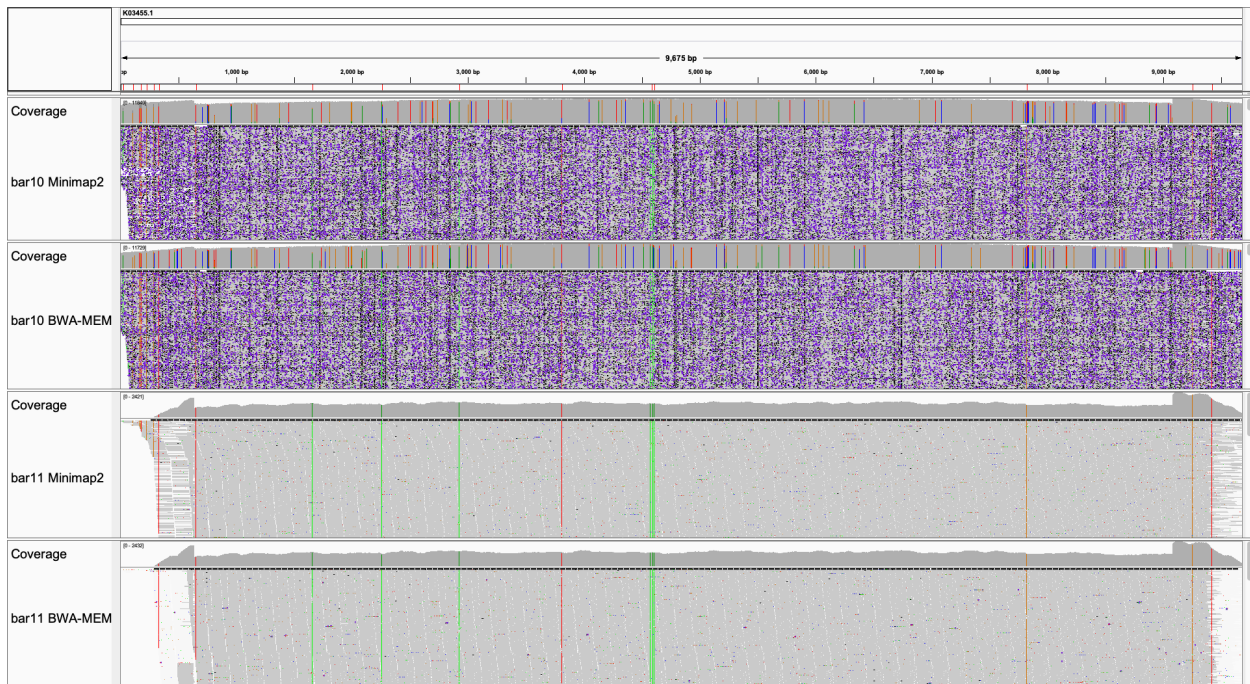 K03455.1
9,675 bp
bp 1,000 bp 2,000 bp 3,000 bp 4,000 bp 5,000 bp 6,000 bp 7,000 bp 8,000 bp 9,000 bp
Coverage
bar10 Minimap2
Coverage
[0 - 11729]
bar10 BWA-MEM
Coverage
[0 - 2421]
bar11 Minimap2
Coverage
[0 - 2432]
bar11 BWA-MEM